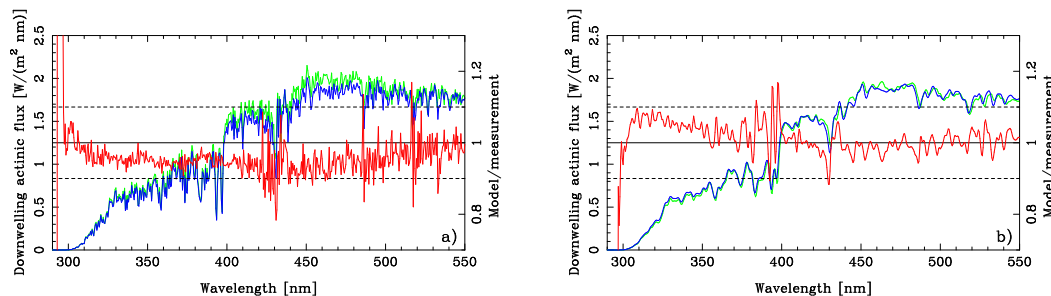 Downwelling actinic flux [W/(m² nm)]
2.5
2
1.5
1
0.5
0
1.2
1
0.8
Model/measurement
a)
300 350 400 450 500 550
Wavelength [nm]
Downwelling actinic flux [W/(m² nm)]
2.5
2
1.5
1
0.5
0
1.2
1
0.8
Model/measurement
b)
300 350 400 450 500 550
Wavelength [nm]